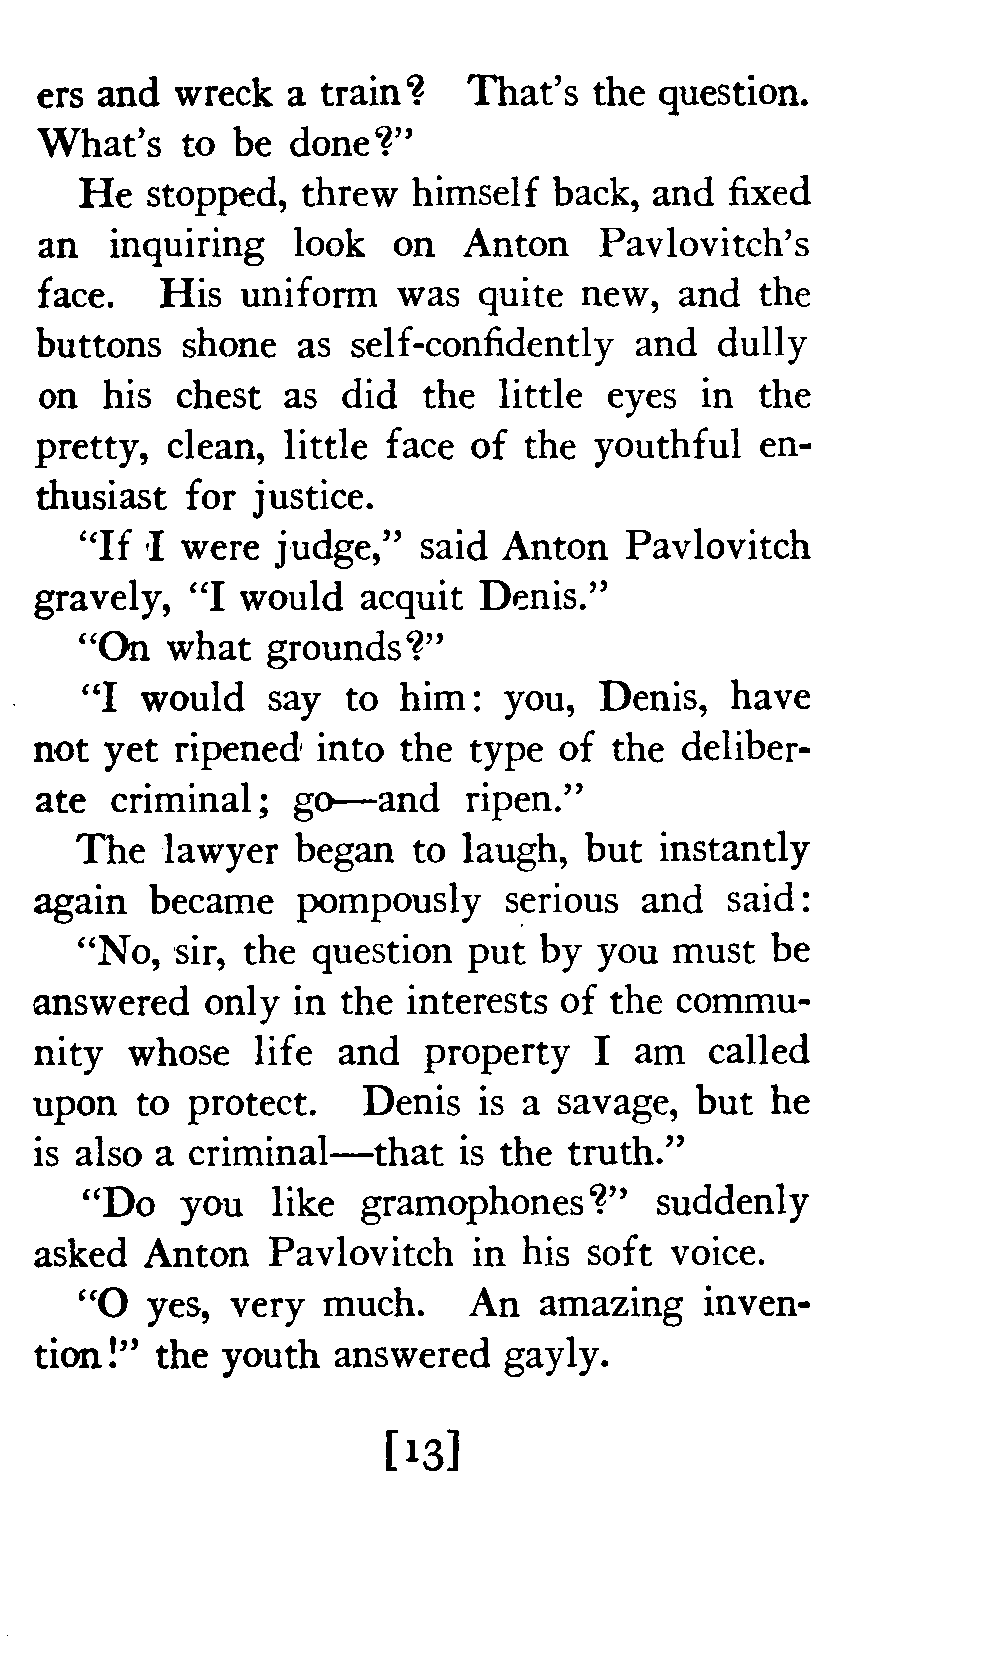 ers and wreck a train? That's the question.
What's to be done?"
He stopped, threw himself back, and fixed
an inquiring look on Anton Pavlovitch's
face. His uniform was quite new, and the
buttons shone as self-confidently and dully
on his chest as did the little eyes in the
pretty, clean, little face of the youthful en-
thusiast for justice.
"If I were judge," said Anton Pavlovitch
gravely, "I would acquit Denis."
"On what grounds?"
"I would say to him: you, Denis, have
not yet ripened into the type of the deliber-
ate criminal; go—and ripen."
The lawyer began to laugh, but instantly
again became pompously serious and said:
"No, sir, the question put by you must be
answered only in the interests of the commu-
nity whose life and property I am called
upon to protect. Denis is a savage, but he
is also a criminal—that is the truth."
"Do you like gramophones?" suddenly
asked Anton Pavlovitch in his soft voice.
"O yes, very much. An amazing inven-
tion!" the youth answered gayly.
[13]